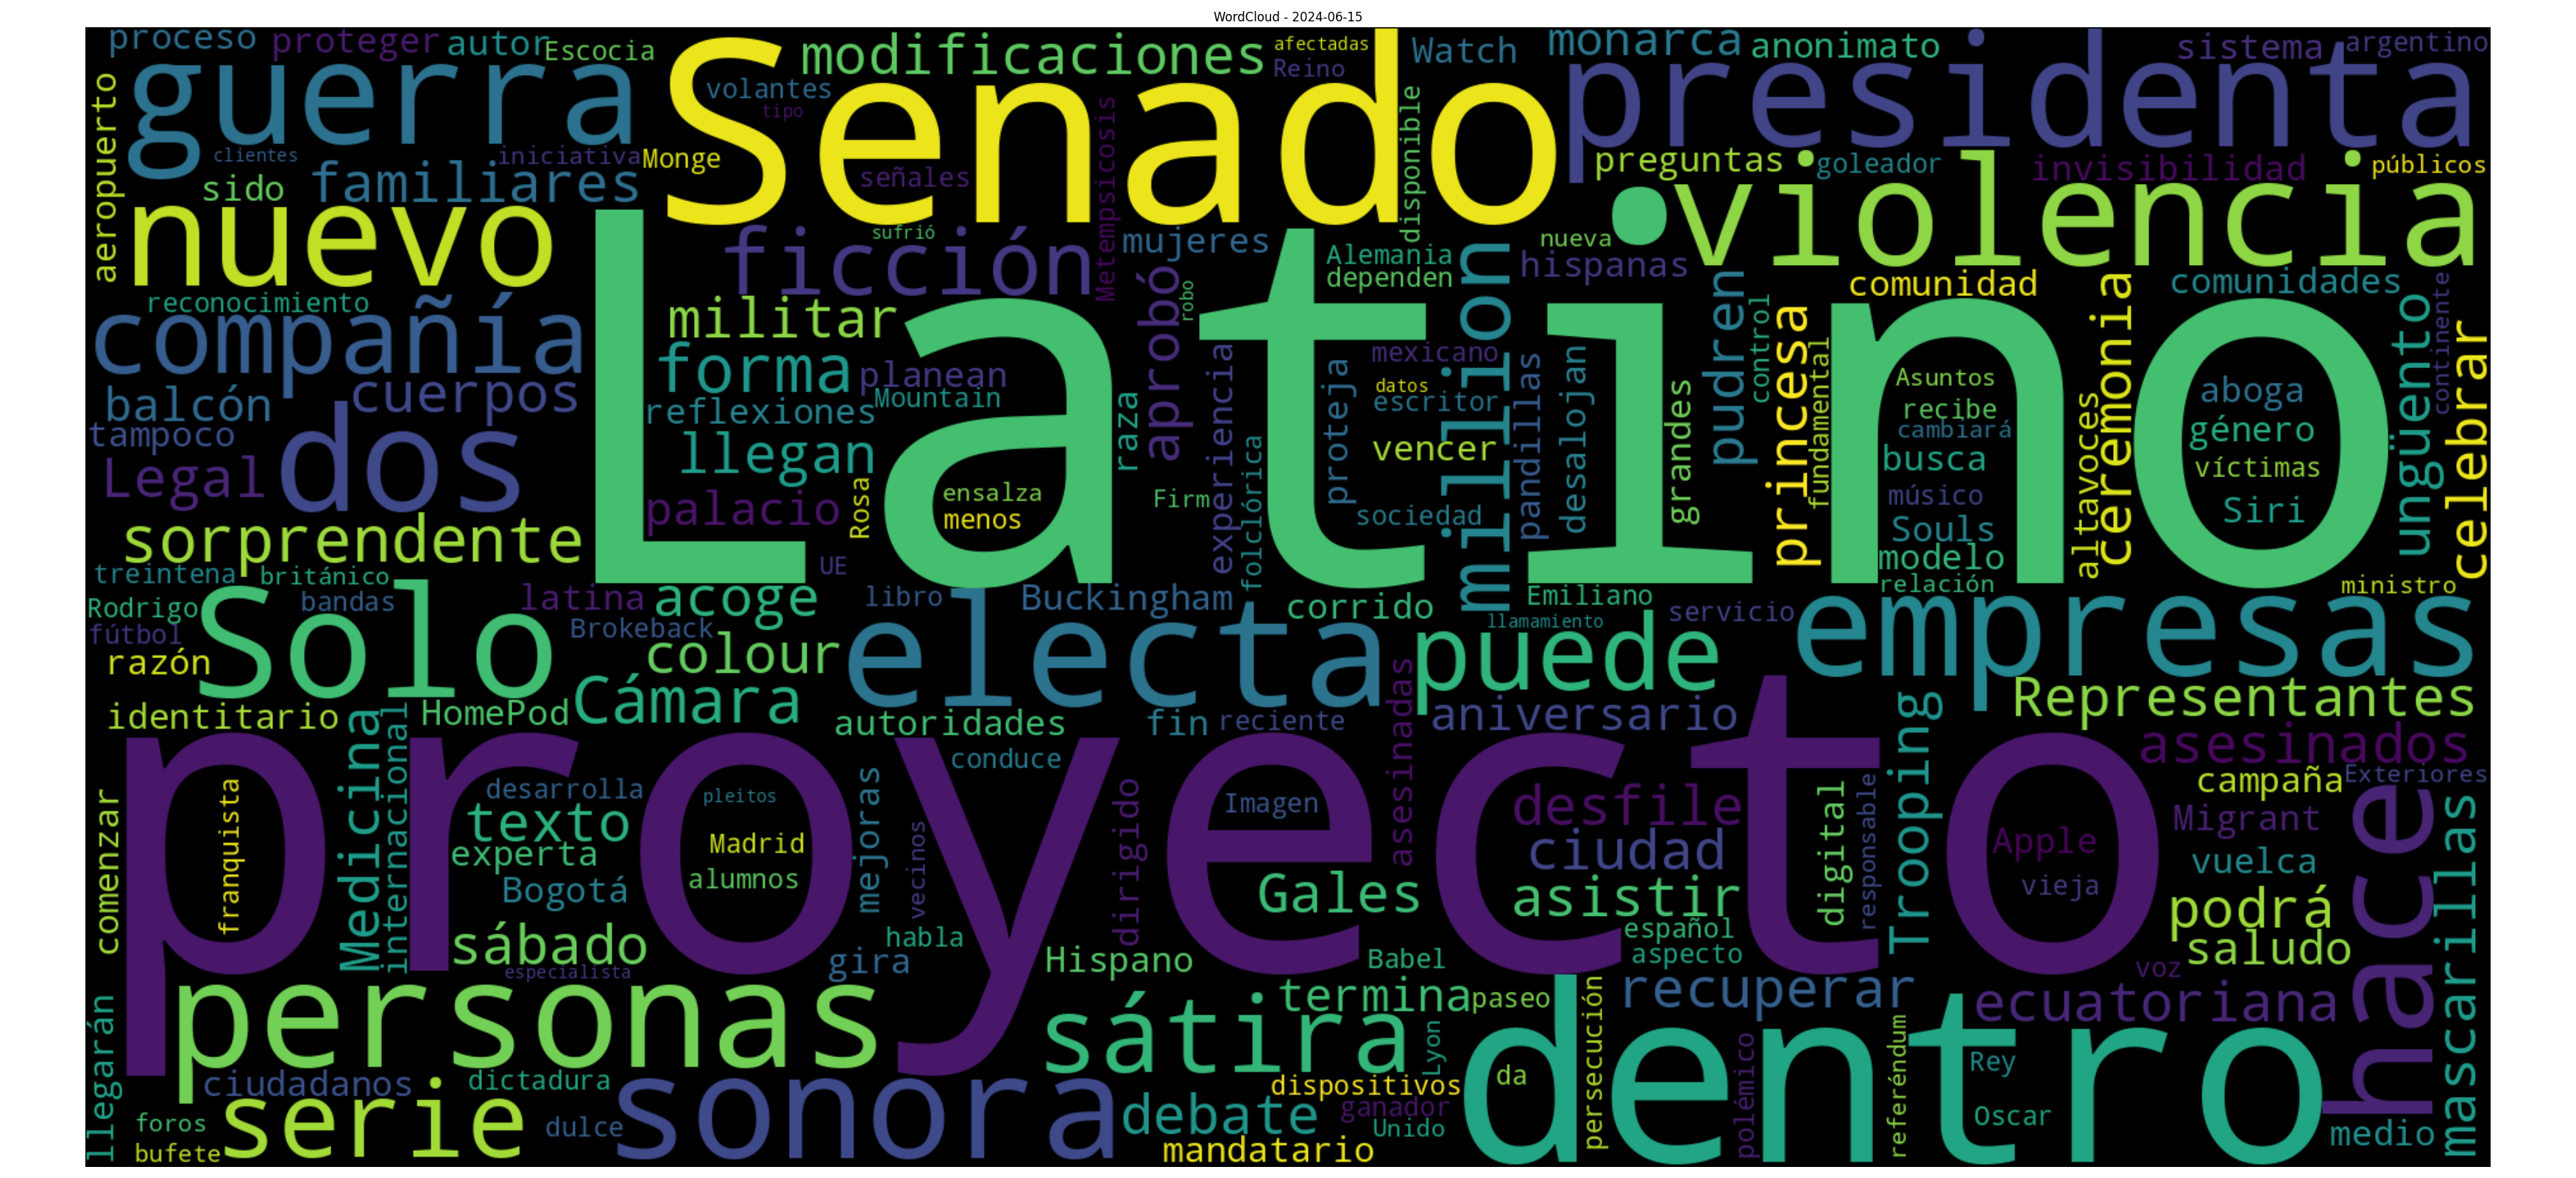 WordCloud - 2024-06-15
proceso proteger autor Escocia modificaciones afectadas Reino Watch monarca anonimato sistema argentino
guerra volantes tipo Senado presidenta
aeropuerto clientes iniciativa Monge señales Metempsicosis disponible preguntas goleador invisibilidad públicos
sido familiares violencia
nuevo sufrió ficción mujeres Alemania dependen nueva hispanas
reconocimiento militar aprobó robo million pudren control comunidad comunidades continente
compañía Latino
forma planean mexicano princesa ceremonia ungüento
balcón cuerpos reflexiones Mountain raza experiencia proteja datos escritor pandillas desalojan grandes fundamental Asuntos recibe cambiará aboga género celebrar
tampoco dos llegan vencer busca víctimas
Legal palacio Rosa ensalza menos Firm folclórica sociedad músico Souls altavoces Siri
sorprendente UE modelo
treintena británico relación ministro
Rodrigo bandas latina acoge libro Buckingham corrido Emiliano servicio
fútbol Solo Brokeback electa llamamiento empresas
razón colour puede
identitario HomePod Cámara autoridades fin reciente asesinadas aniversario Representantes
Medicina internacional conduce Trooping asesinados
proyecto
comenzar franquista desarrolla pleitos mejoras vecinos dirigido Imagen desfile digital responsable campaña Exteriores
texto Madrid ciudad Apple Migrant hace mascarillas
experta alumnos vuelca
Bogotá Gales asistir vieja podrá
sábado habla español saludo
especialista gira Hispano Babel aspecto voz
personas termina paseo persecución recuperar ecuatoriana
llegarán sátira Lyon dentro referéndum Rey
ciudadanos dictadura sonora dispositivos da polémico
foros serie dulce debate ganador Unido Oscar medio
bufete mandatario